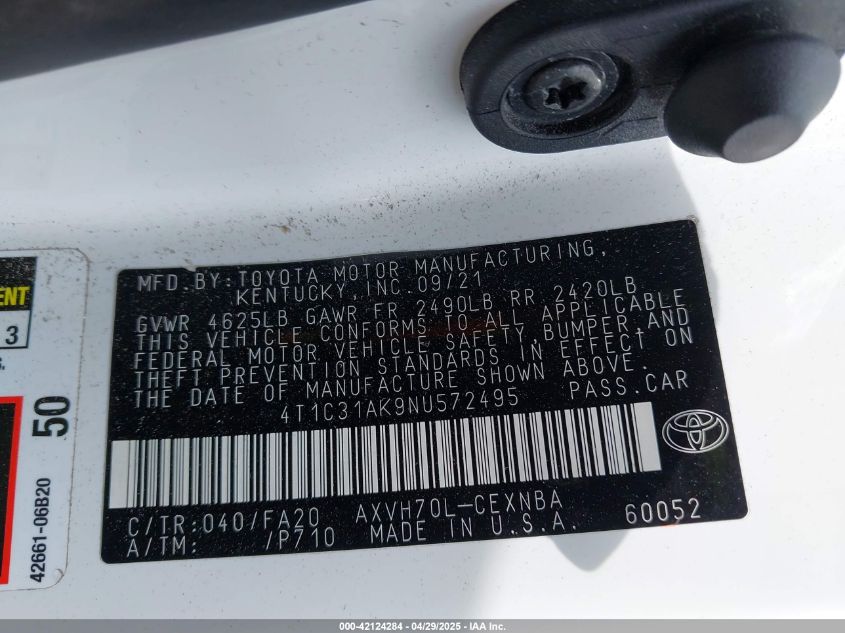 MFD.BY:TOYOTA MOTOR MANUFACTURING,
KENTUCKY,INC.09/21
GVWR 4625LB GAWR FR 2490LB RR 2420LB
THIS VEHICLE CONFORMS TO ALL APPLICABLE
FEDERAL MOTOR VEHICLE SAFETY,BUMPER,AND
THEFT PREVENTION STANDARDS IN EFFECT ON
THE DATE OF MANUFACTURE SHOWN ABOVE.
4T1C31AK9NU572495 PASS.CAR
C/TR:040/FA20 AXVH70L-CEXNBA
A/TM: /P710 MADE IN U.S.A. 60052
3
50
42661-06B20
000-42124284 - 04/29/2025 - IAA Inc.